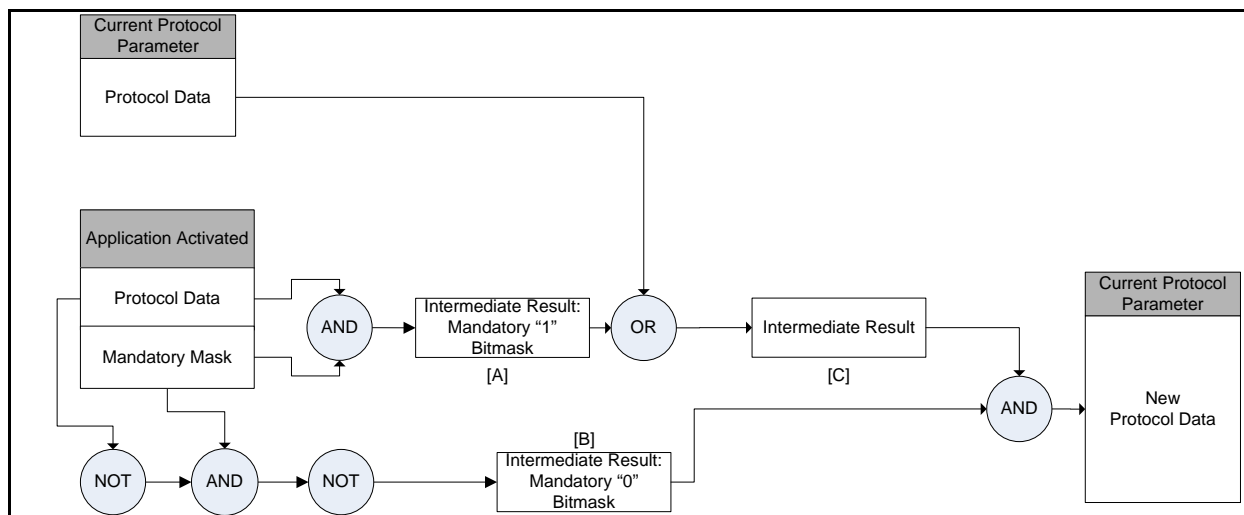 Current Protocol
Parameter
Protocol Data
Application Activated
Protocol Data
Mandatory Mask
AND
Intermediate Result:
Mandatory “1”
Bitmask
[A]
OR
Intermediate Result
[C]
NOT
AND
NOT
[B]
Intermediate Result:
Mandatory “0”
Bitmask
AND
Current Protocol
Parameter
New
Protocol Data